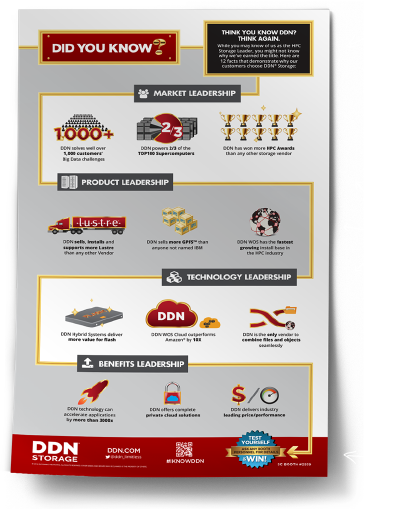 DID YOU KNOW?
THINK YOU KNOW DDN?
THINK AGAIN.
While you may know of us as the HPC
Storage Leader, you might not know
why we've earned the title. Here are
12 facts that demonstrate why our
customers choose DDN® Storage:
MARKET LEADERSHIP
1,000+
DDN solves well over
1,000 customers'
Big Data challenges
2/3
DDN powers 2/3 of the
TOP100 Supercomputers
DDN has won more HPC Awards
than any other storage vendor
PRODUCT LEADERSHIP
lustre
DDN sells, installs and
supports more Lustre
than any other Vendor
DDN sells more GPFS™ than
anyone not named IBM
DDN WOS has the fastest
growing install base in
the HPC industry
TECHNOLOGY LEADERSHIP
DDN Hybrid Systems deliver
more value for flash
DDN
DDN WOS Cloud outperforms
Amazon® by 10X
DDN is the only vendor to
combine files and objects
seamlessly
BENEFITS LEADERSHIP
DDN technology can
accelerate applications
by more than 3000x
DDN offers complete
private cloud solutions
$/
DDN delivers industry
leading price/performance
DDN
STORAGE
DDN.COM
@ddn_limitless
#KNOWDDN
TEST
YOURSELF
&WIN!